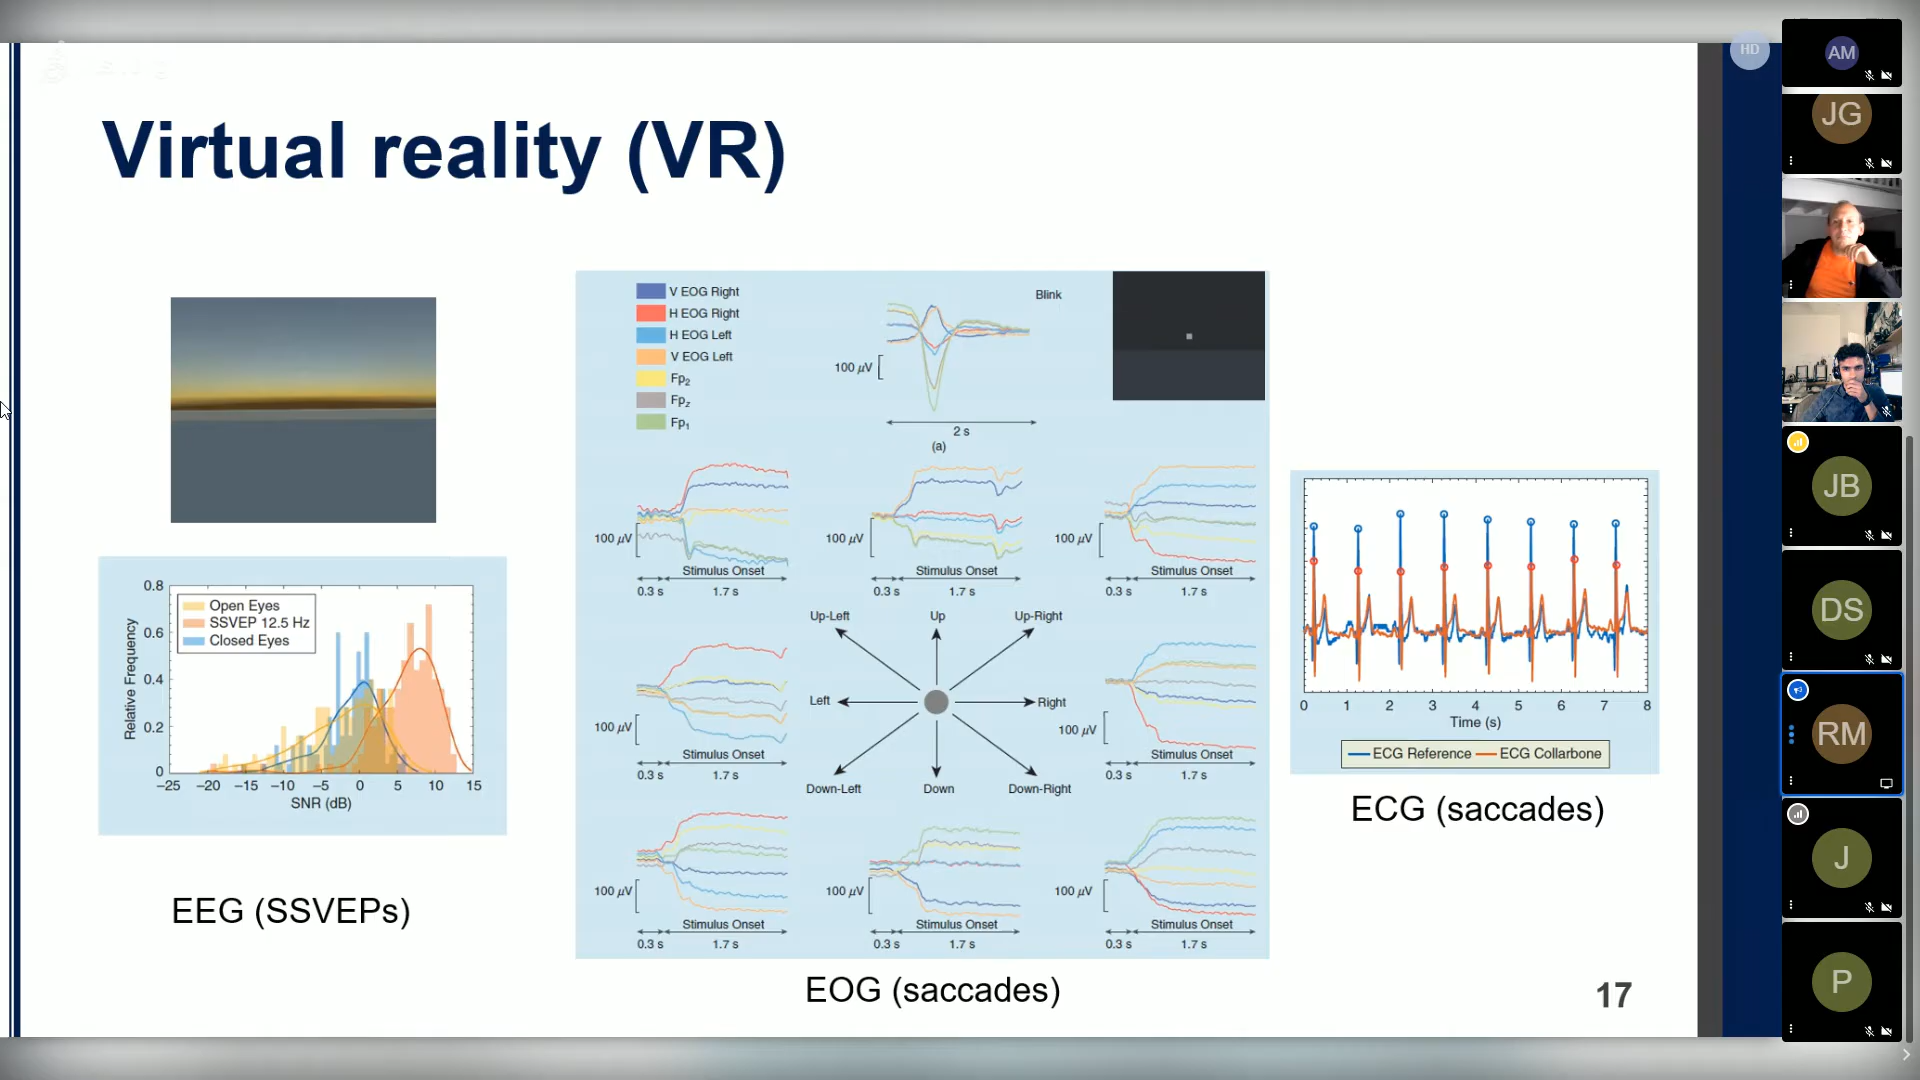 Virtual reality (VR)
0.8
0.6
0.4
0.2
0
Relative Frequency
Open Eyes
SSVEP 12.5 Hz
Closed Eyes
−25 −20 −15 −10 −5 0 5 10 15
SNR (dB)
EEG (SSVEPs)
V EOG Right
H EOG Right
H EOG Left
V EOG Left
Fp2
Fpz
Fp1
Blink
100 μV
2 s
(a)
100 μV
Stimulus Onset
0.3 s 1.7 s
100 μV
Stimulus Onset
0.3 s 1.7 s
100 μV
Stimulus Onset
0.3 s 1.7 s
Up-Left Up Up-Right
100 μV
Stimulus Onset
0.3 s 1.7 s
Left Right
100 μV
Stimulus Onset
0.3 s 1.7 s
Down-Left Down Down-Right
100 μV
Stimulus Onset
0.3 s 1.7 s
100 μV
Stimulus Onset
0.3 s 1.7 s
100 μV
Stimulus Onset
0.3 s 1.7 s
EOG (saccades)
0 1 2 3 4 5 6 7 8
Time (s)
ECG Reference ECG Collarbone
ECG (saccades)
17
HD
AM
JG
JB
DS
RM
J
P